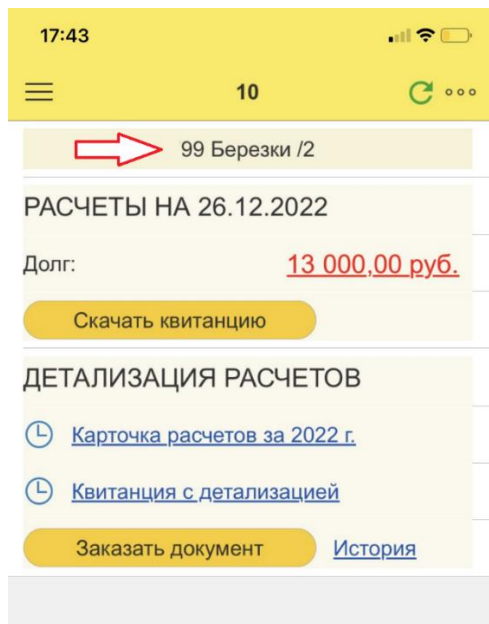 17:43
10
99 Березки /2
РАСЧЕТЫ НА 26.12.2022
Долг: 13 000,00 руб.
Скачать квитанцию
ДЕТАЛИЗАЦИЯ РАСЧЕТОВ
Карточка расчетов за 2022 г.
Квитанция с детализацией
Заказать документ История